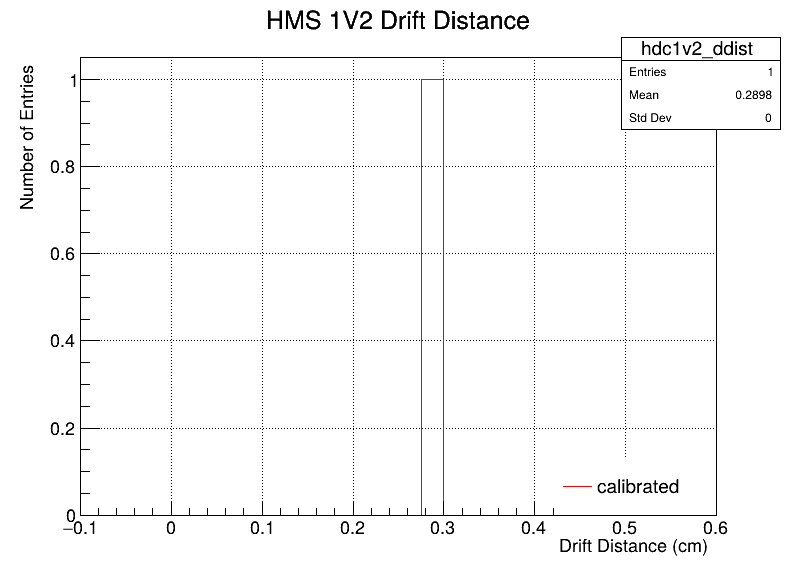 HMS 1V2 Drift Distance
hdc1v2_ddist
Entries 1
Mean 0.2898
Std Dev 0
Number of Entries
1
0.8
0.6
0.4
0.2
0
−0.1 0 0.1 0.2 0.3 0.4 0.5 0.6
calibrated
Drift Distance (cm)